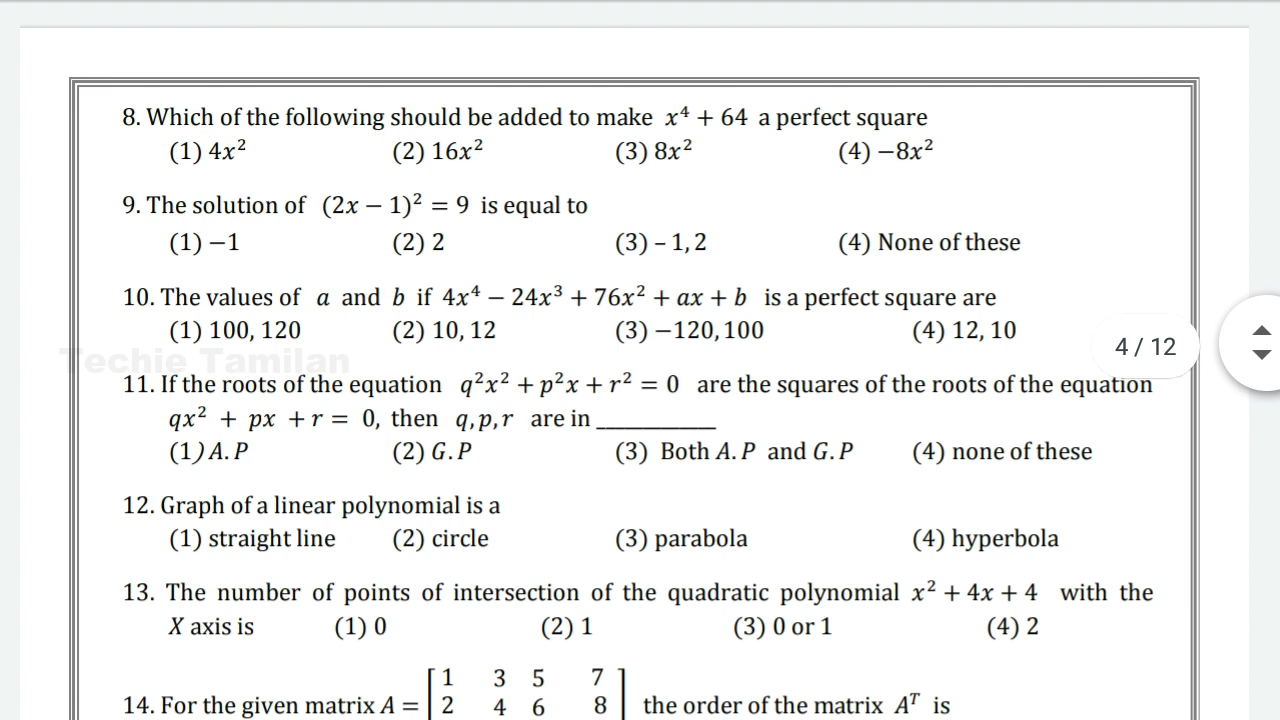 8. Which of the following should be added to make x⁴ + 64 a perfect square
(1) 4x² (2) 16x² (3) 8x² (4) −8x²
9. The solution of (2x − 1)² = 9 is equal to
(1) −1 (2) 2 (3) – 1, 2 (4) None of these
10. The values of a and b if 4x⁴ − 24x³ + 76x² + ax + b is a perfect square are
(1) 100, 120 (2) 10, 12 (3) −120, 100 (4) 12, 10
4 / 12
Techie Tamilan
11. If the roots of the equation q²x² + p²x + r² = 0 are the squares of the roots of the equation
qx² + px + r = 0, then q, p, r are in ____________
(1) A. P (2) G. P (3) Both A. P and G. P (4) none of these
12. Graph of a linear polynomial is a
(1) straight line (2) circle (3) parabola (4) hyperbola
13. The number of points of intersection of the quadratic polynomial x² + 4x + 4 with the
X axis is (1) 0 (2) 1 (3) 0 or 1 (4) 2
1 3 5 7
14. For the given matrix A = 2 4 6 8 the order of the matrix Aᵀ is